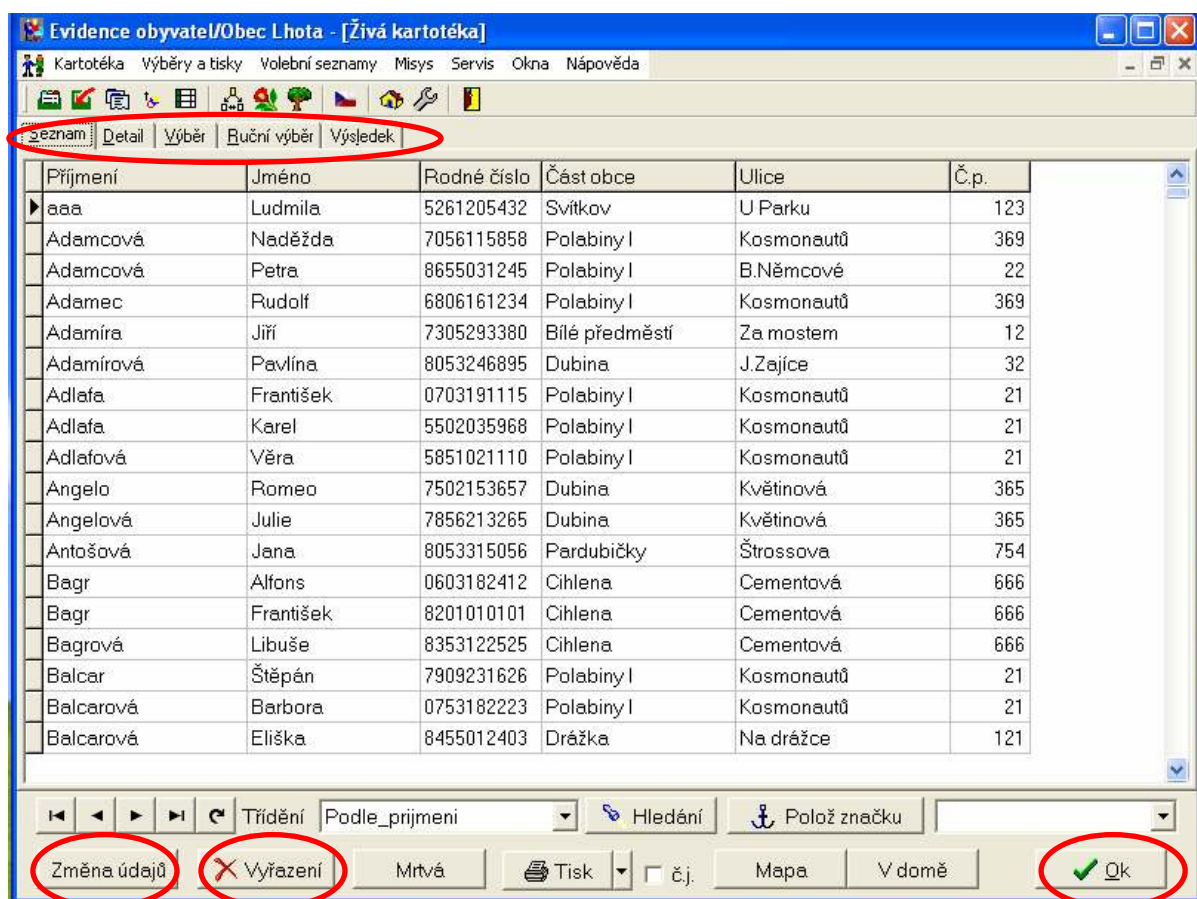 Evidence obyvatel/Obec Lhota - [Živá kartotéka]
Kartotéka Výběry a tisky Volební seznamy Misys Servis Okna Nápověda
Seznam Detail Výběr Ruční výběr Výsledek
Příjmení Jméno Rodné číslo Část obce Ulice Č.p.
aaa Ludmila 5261205432 Svítkov U Parku 123
Adamcová Naděžda 7056115858 Polabiny I Kosmonautů 369
Adamcová Petra 8655031245 Polabiny I B.Němcové 22
Adamec Rudolf 6806161234 Polabiny I Kosmonautů 369
Adamíra Jiří 7305293380 Bílé předměstí Za mostem 12
Adamírová Pavlína 8053246895 Dubina J.Zajíce 32
Adlafa František 0703191115 Polabiny I Kosmonautů 21
Adlafa Karel 5502035968 Polabiny I Kosmonautů 21
Adlafová Věra 5851021110 Polabiny I Kosmonautů 21
Angelo Romeo 7502153657 Dubina Květinová 365
Angelová Julie 7856213265 Dubina Květinová 365
Antošová Jana 8053315056 Pardubičky Štrossova 754
Bagr Alfons 0603182412 Cihlena Cementová 666
Bagr František 8201010101 Cihlena Cementová 666
Bagrová Libuše 8353122525 Cihlena Cementová 666
Balcar Štěpán 7909231626 Polabiny I Kosmonautů 21
Balcarová Barbora 0753182223 Polabiny I Kosmonautů 21
Balcarová Eliška 8455012403 Drážka Na drážce 121
Třídění Podle_prijmeni Hledání Polož značku
Změna údajů Vyřazení Mrtvá Tisk č.j. Mapa V domě Ok